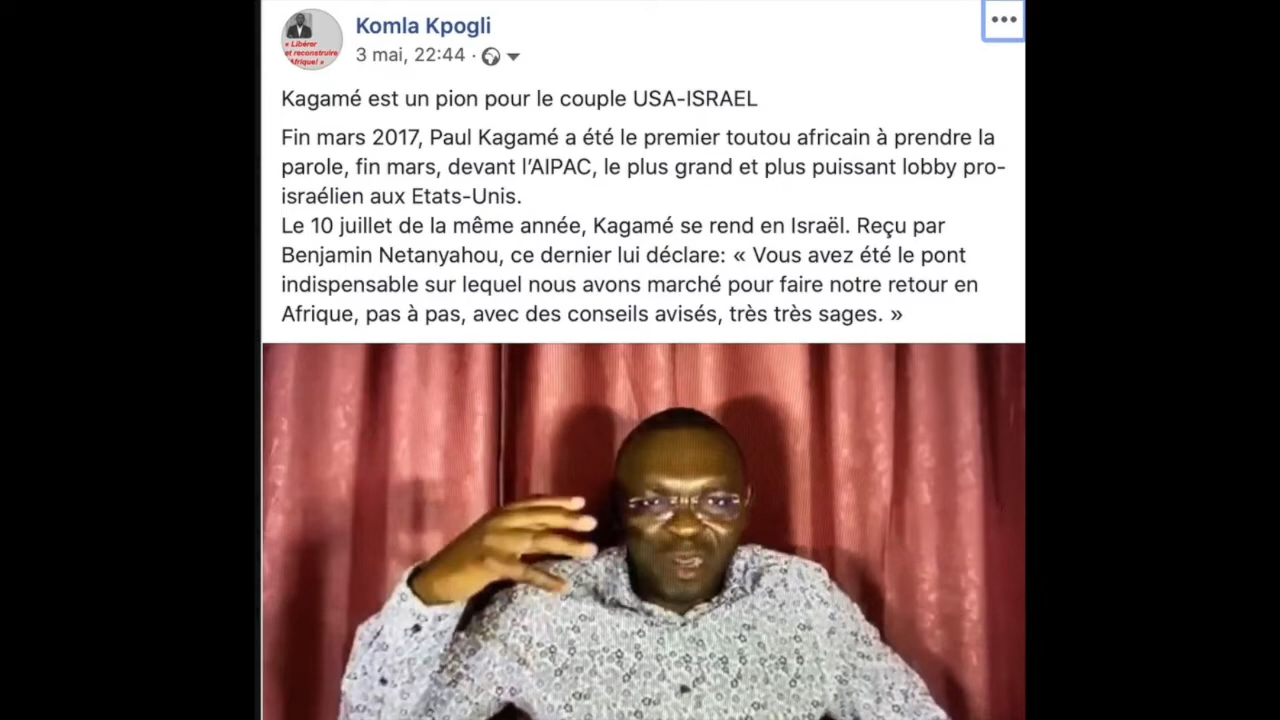 « Libérer
et reconstruire
Afrique! »
Komla Kpogli
3 mai, 22:44 ·
Kagamé est un pion pour le couple USA-ISRAEL
Fin mars 2017, Paul Kagamé a été le premier toutou africain à prendre la
parole, fin mars, devant l'AIPAC, le plus grand et plus puissant lobby pro-
israélien aux Etats-Unis.
Le 10 juillet de la même année, Kagamé se rend en Israël. Reçu par
Benjamin Netanyahou, ce dernier lui déclare: « Vous avez été le pont
indispensable sur lequel nous avons marché pour faire notre retour en
Afrique, pas à pas, avec des conseils avisés, très très sages. »